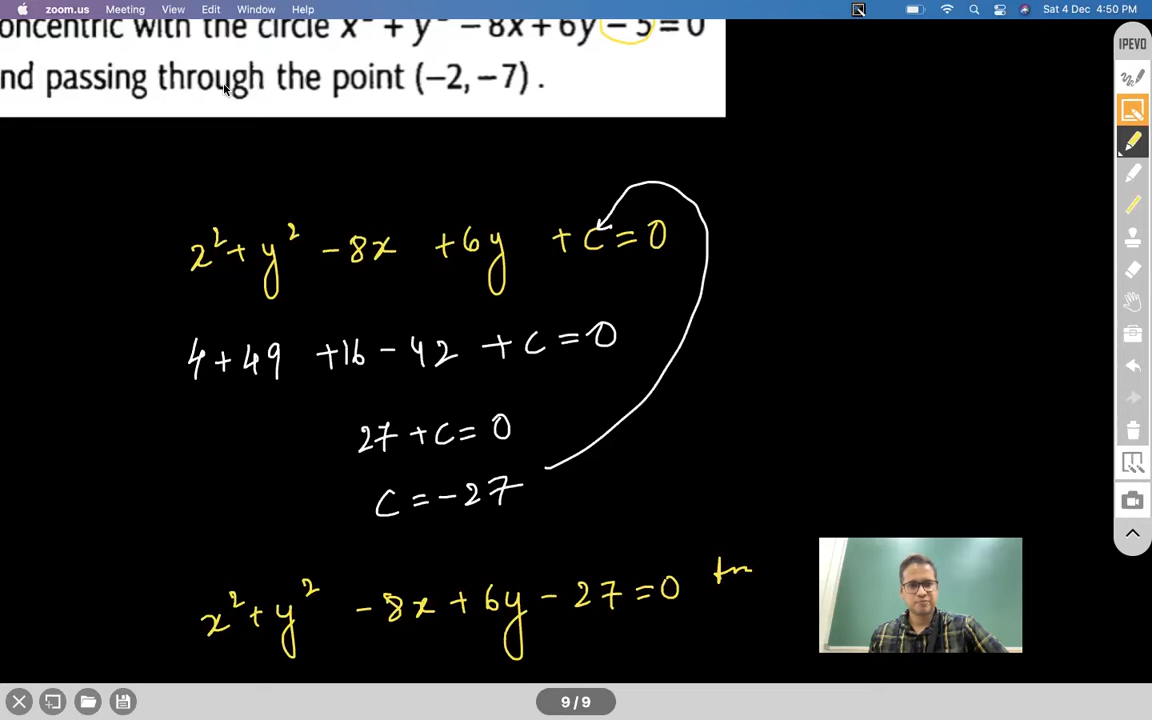 zoom.us Meeting View Edit Window Help Sat 4 Dec 4:50 PM
oncentric with the circle x² + y² − 8x + 6y − 5 = 0
nd passing through the point (−2, −7) .
IPEVO
x² + y² − 8x + 6y + c = 0
4 + 49 + 16 − 42 + c = 0
27 + c = 0
c = −27
x² + y² − 8x + 6y − 27 = 0
9 / 9